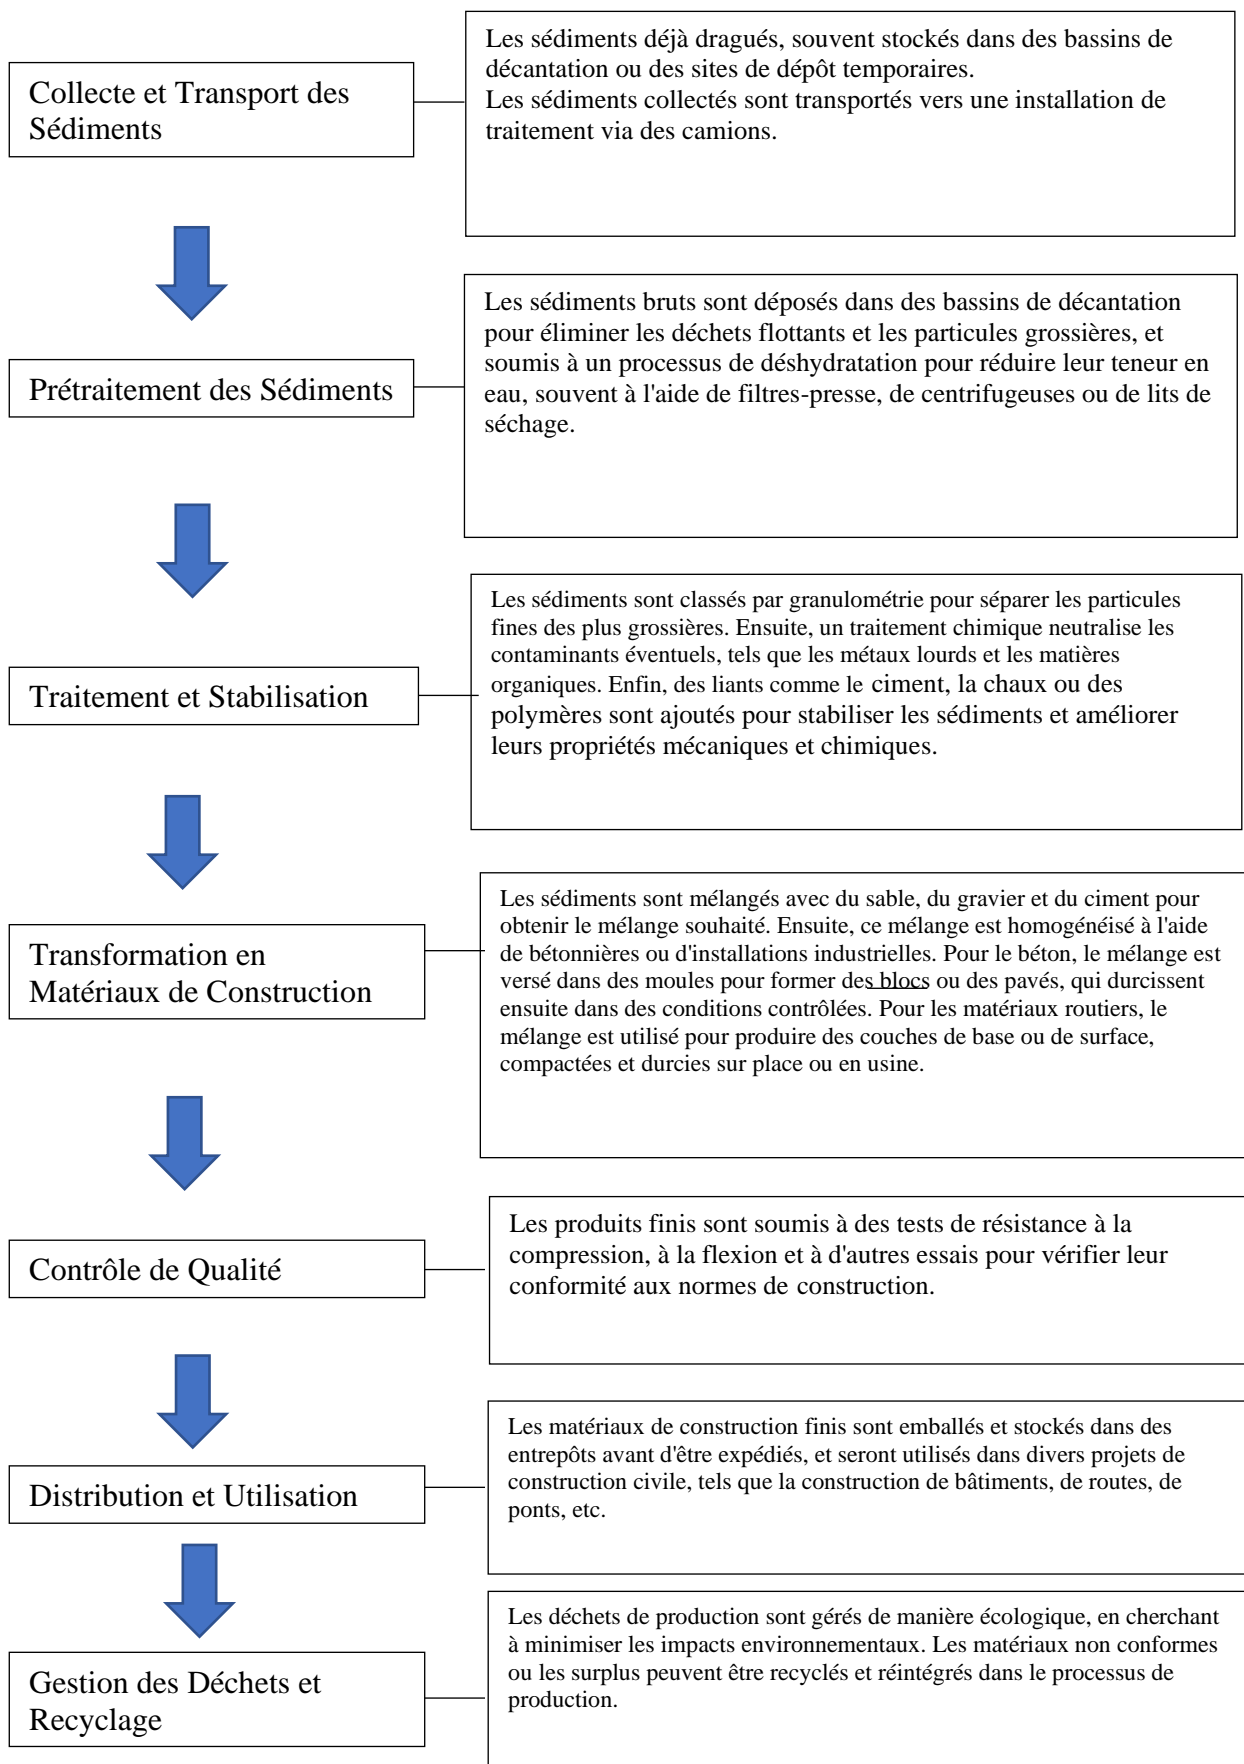 Collecte et Transport des
Sédiments
Les sédiments déjà dragués, souvent stockés dans des bassins de
décantation ou des sites de dépôt temporaires.
Les sédiments collectés sont transportés vers une installation de
traitement via des camions.
Prétraitement des Sédiments
Les sédiments bruts sont déposés dans des bassins de décantation
pour éliminer les déchets flottants et les particules grossières, et
soumis à un processus de déshydratation pour réduire leur teneur en
eau, souvent à l'aide de filtres-presse, de centrifugeuses ou de lits de
séchage.
Traitement et Stabilisation
Les sédiments sont classés par granulométrie pour séparer les particules
fines des plus grossières. Ensuite, un traitement chimique neutralise les
contaminants éventuels, tels que les métaux lourds et les matières
organiques. Enfin, des liants comme le ciment, la chaux ou des
polymères sont ajoutés pour stabiliser les sédiments et améliorer
leurs propriétés mécaniques et chimiques.
Transformation en
Matériaux de Construction
Les sédiments sont mélangés avec du sable, du gravier et du ciment pour
obtenir le mélange souhaité. Ensuite, ce mélange est homogénéisé à l'aide
de bétonnières ou d'installations industrielles. Pour le béton, le mélange est
versé dans des moules pour former des blocs ou des pavés, qui durcissent
ensuite dans des conditions contrôlées. Pour les matériaux routiers, le
mélange est utilisé pour produire des couches de base ou de surface,
compactées et durcies sur place ou en usine.
Contrôle de Qualité
Les produits finis sont soumis à des tests de résistance à la
compression, à la flexion et à d'autres essais pour vérifier leur
conformité aux normes de construction.
Distribution et Utilisation
Les matériaux de construction finis sont emballés et stockés dans des
entrepôts avant d'être expédiés, et seront utilisés dans divers projets de
construction civile, tels que la construction de bâtiments, de routes, de
ponts, etc.
Gestion des Déchets et
Recyclage
Les déchets de production sont gérés de manière écologique, en cherchant
à minimiser les impacts environnementaux. Les matériaux non conformes
ou les surplus peuvent être recyclés et réintégrés dans le processus de
production.